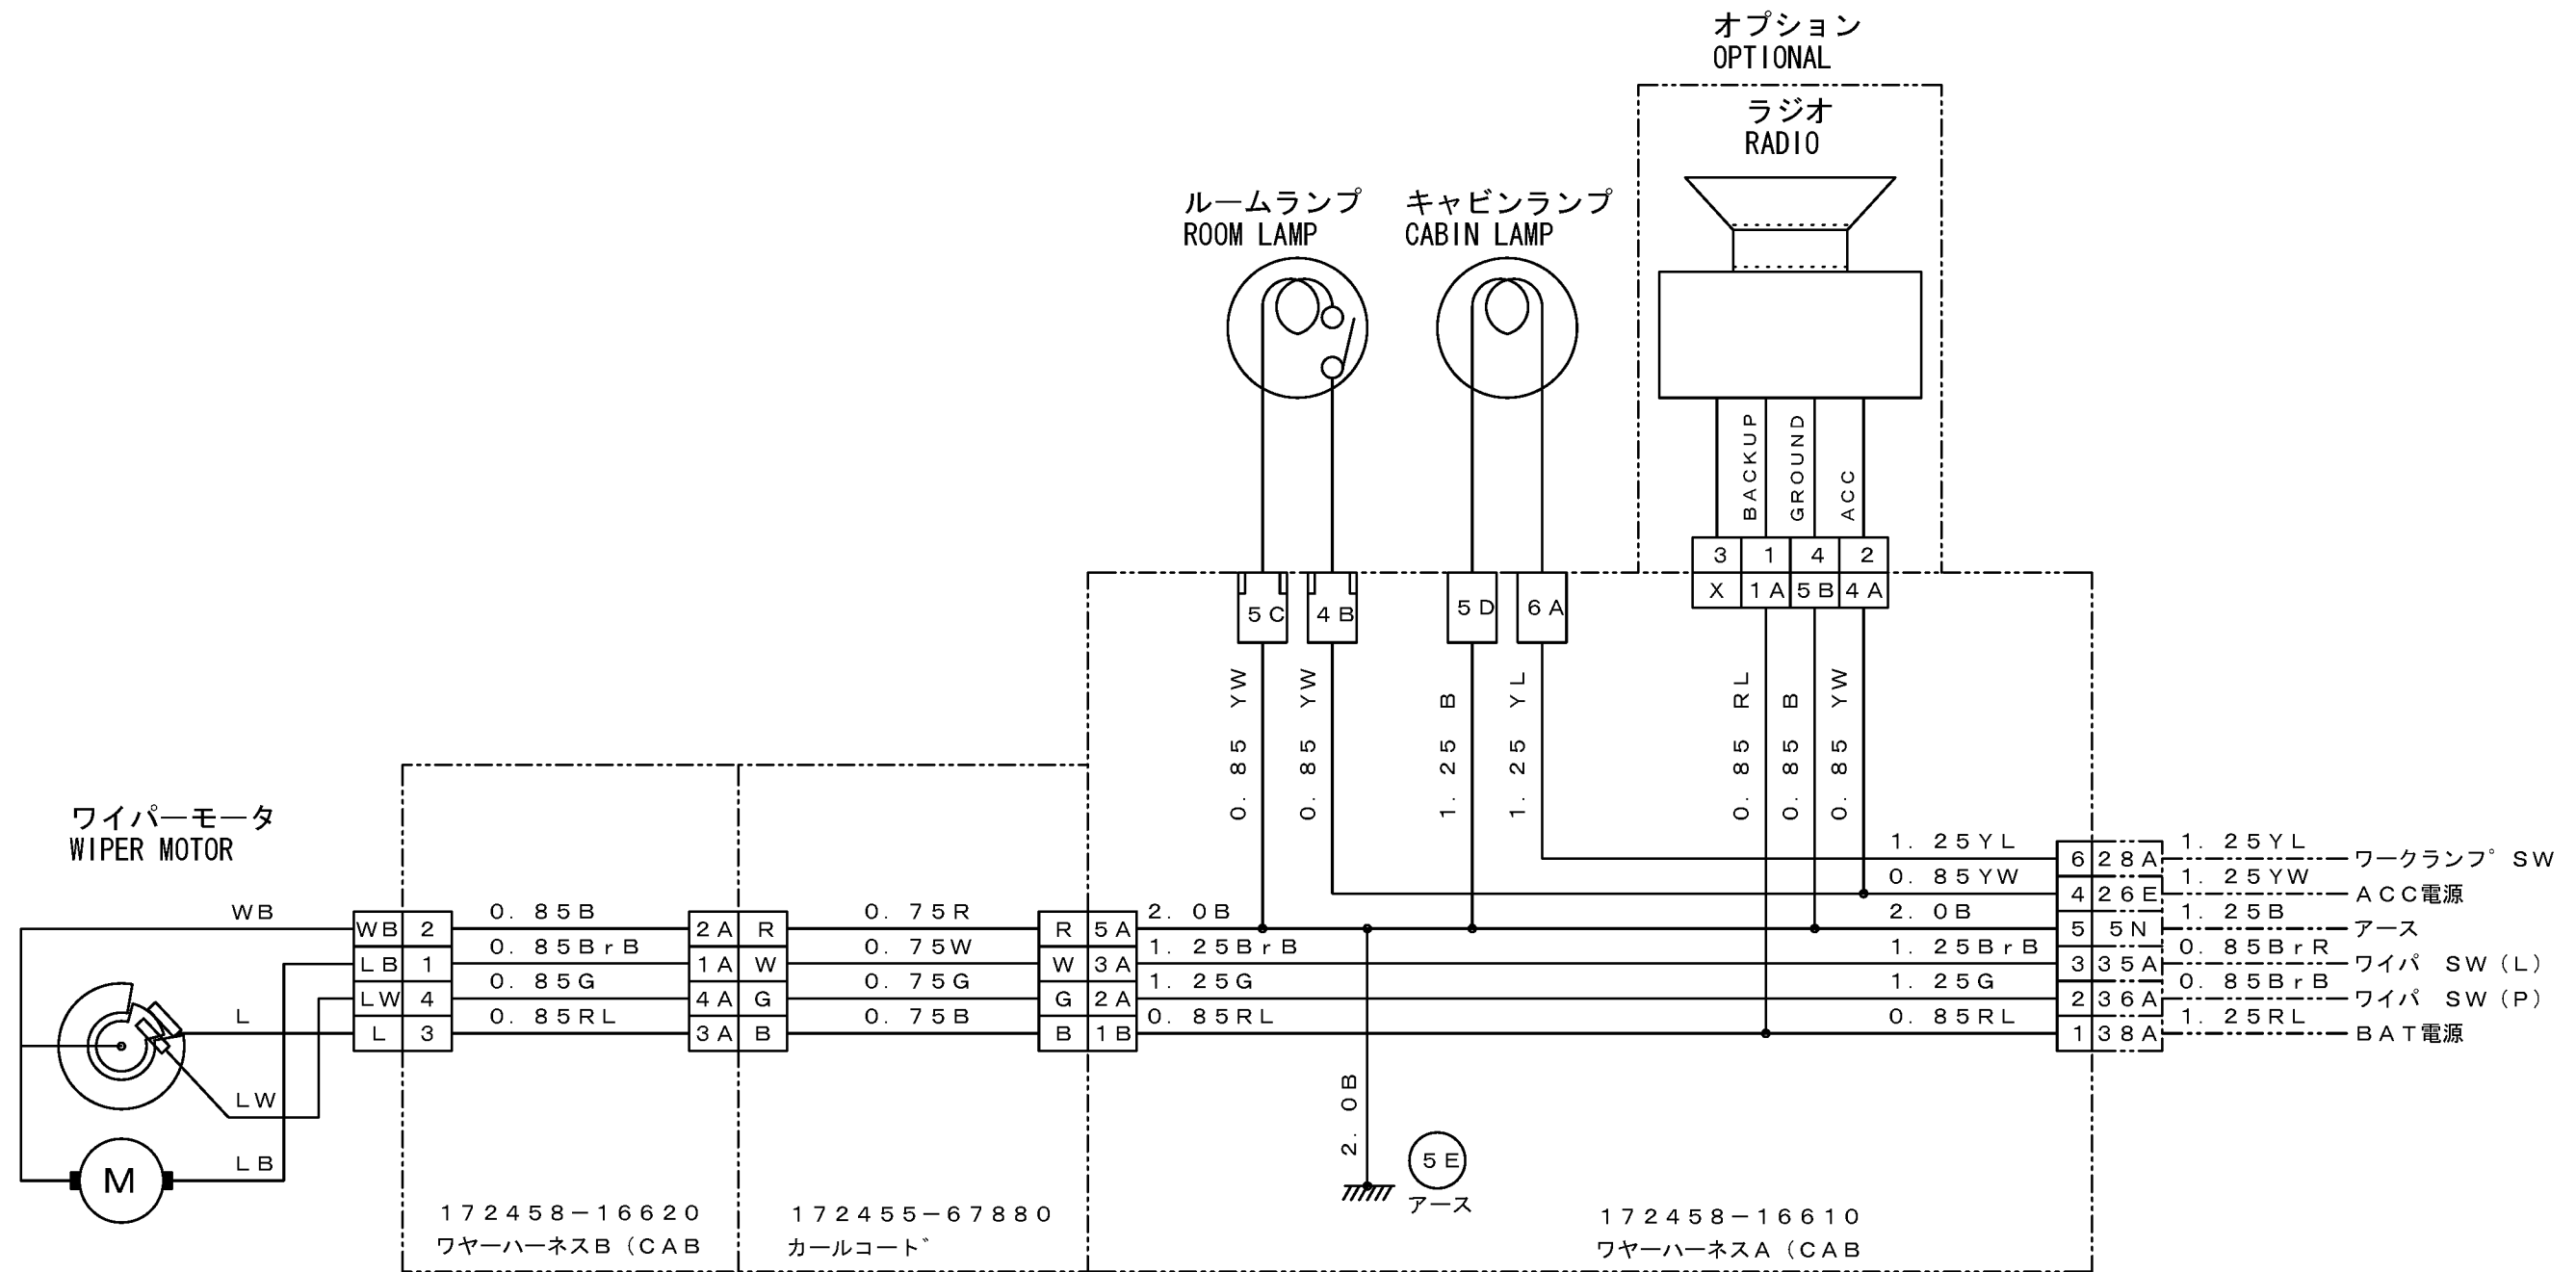 オプション
OPTIONAL
ラジオ
RADIO
ルームランプ
ROOM LAMP
キャビンランプ
CABIN LAMP
BACKUP
GROUND
ACC
3 1 4 2
X 1A 5B 4A
5C 4B 5D 6A
0.85 YW
0.85 YW
1.25 B
1.25 YL
0.85 RL
0.85 B
0.85 YW
ワイパーモータ
WIPER MOTOR
1.25YL 6 28A 1.25YL ワークランプ SW
0.85YW 4 26E 1.25YW ACC電源
WB WB 2 0.85B 2A R 0.75R R 5A 2.0B 2.0B 5 5N 1.25B アース
LB 1 0.85BrB 1A W 0.75W W 3A 1.25BrB 1.25BrB 3 35A 0.85BrR ワイパ SW(L)
LW 4 0.85G 4A G 0.75G G 2A 1.25G 1.25G 2 36A 0.85BrB ワイパ SW(P)
L L 3 0.85RL 3A B 0.75B B 1B 0.85RL 0.85RL 1 38A 1.25RL BAT電源
LW
LB
M
2.0B
5E
アース
172458-16620
ワヤーハーネスB(CAB
172455-67880
カールコード
172458-16610
ワヤーハーネスA(CAB